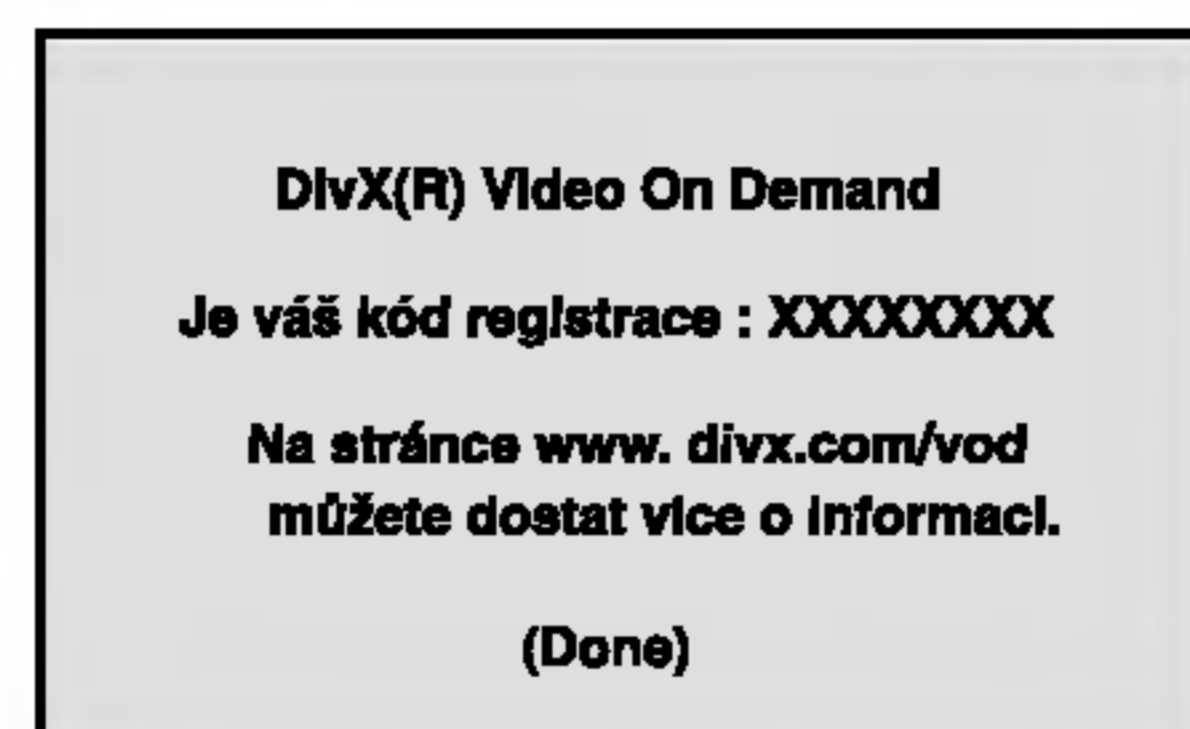 DivX(R) Video On Demand
Je váš kód registrace : XXXXXXXX
Na stránce www. divx.com/vod
můžete dostat vice o informaci.
(Done)